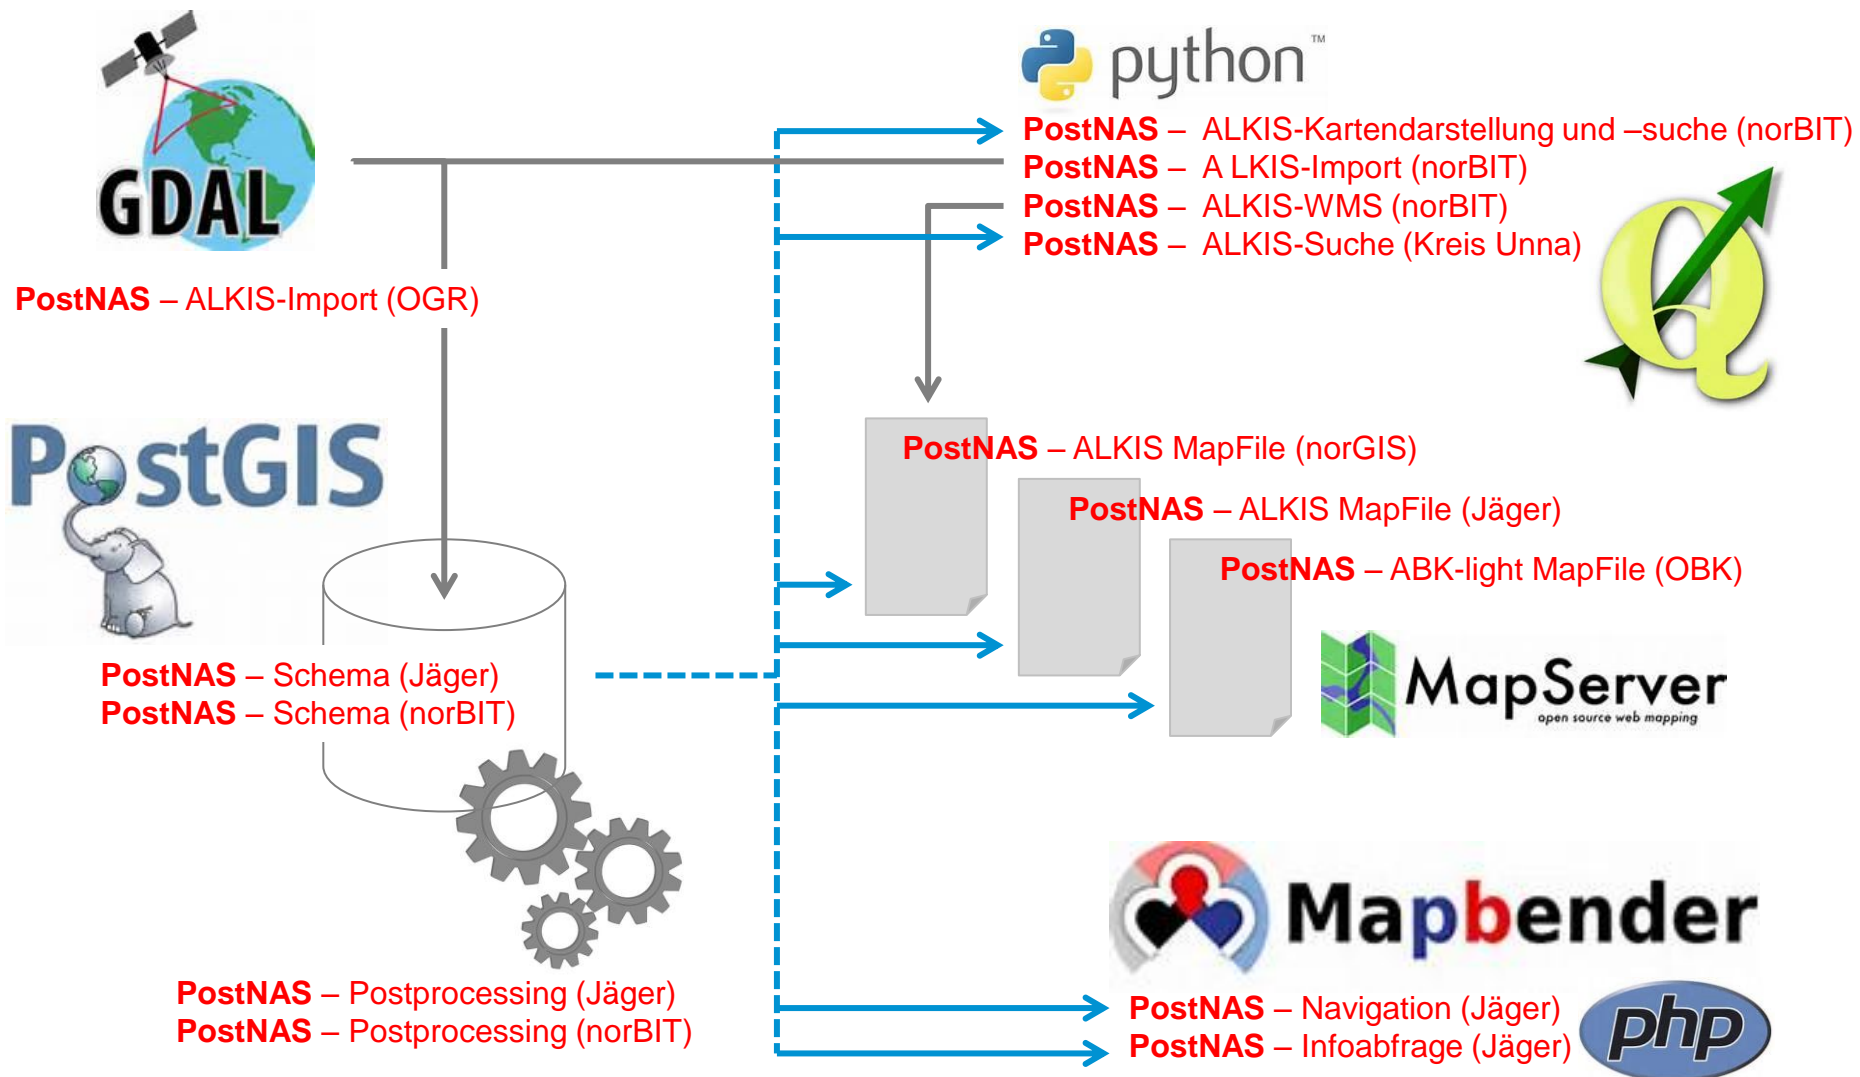 GDAL
PostNAS – ALKIS-Import (OGR)
python™
PostNAS – ALKIS-Kartendarstellung und –suche (norBIT)
PostNAS – A LKIS-Import (norBIT)
PostNAS – ALKIS-WMS (norBIT)
PostNAS – ALKIS-Suche (Kreis Unna)
Q
PostGIS
PostNAS – ALKIS MapFile (norGIS)
PostNAS – ALKIS MapFile (Jäger)
PostNAS – ABK-light MapFile (OBK)
PostNAS – Schema (Jäger)
PostNAS – Schema (norBIT)
MapServer
open source web mapping
PostNAS – Postprocessing (Jäger)
PostNAS – Postprocessing (norBIT)
Mapbender
PostNAS – Navigation (Jäger)
PostNAS – Infoabfrage (Jäger)
php